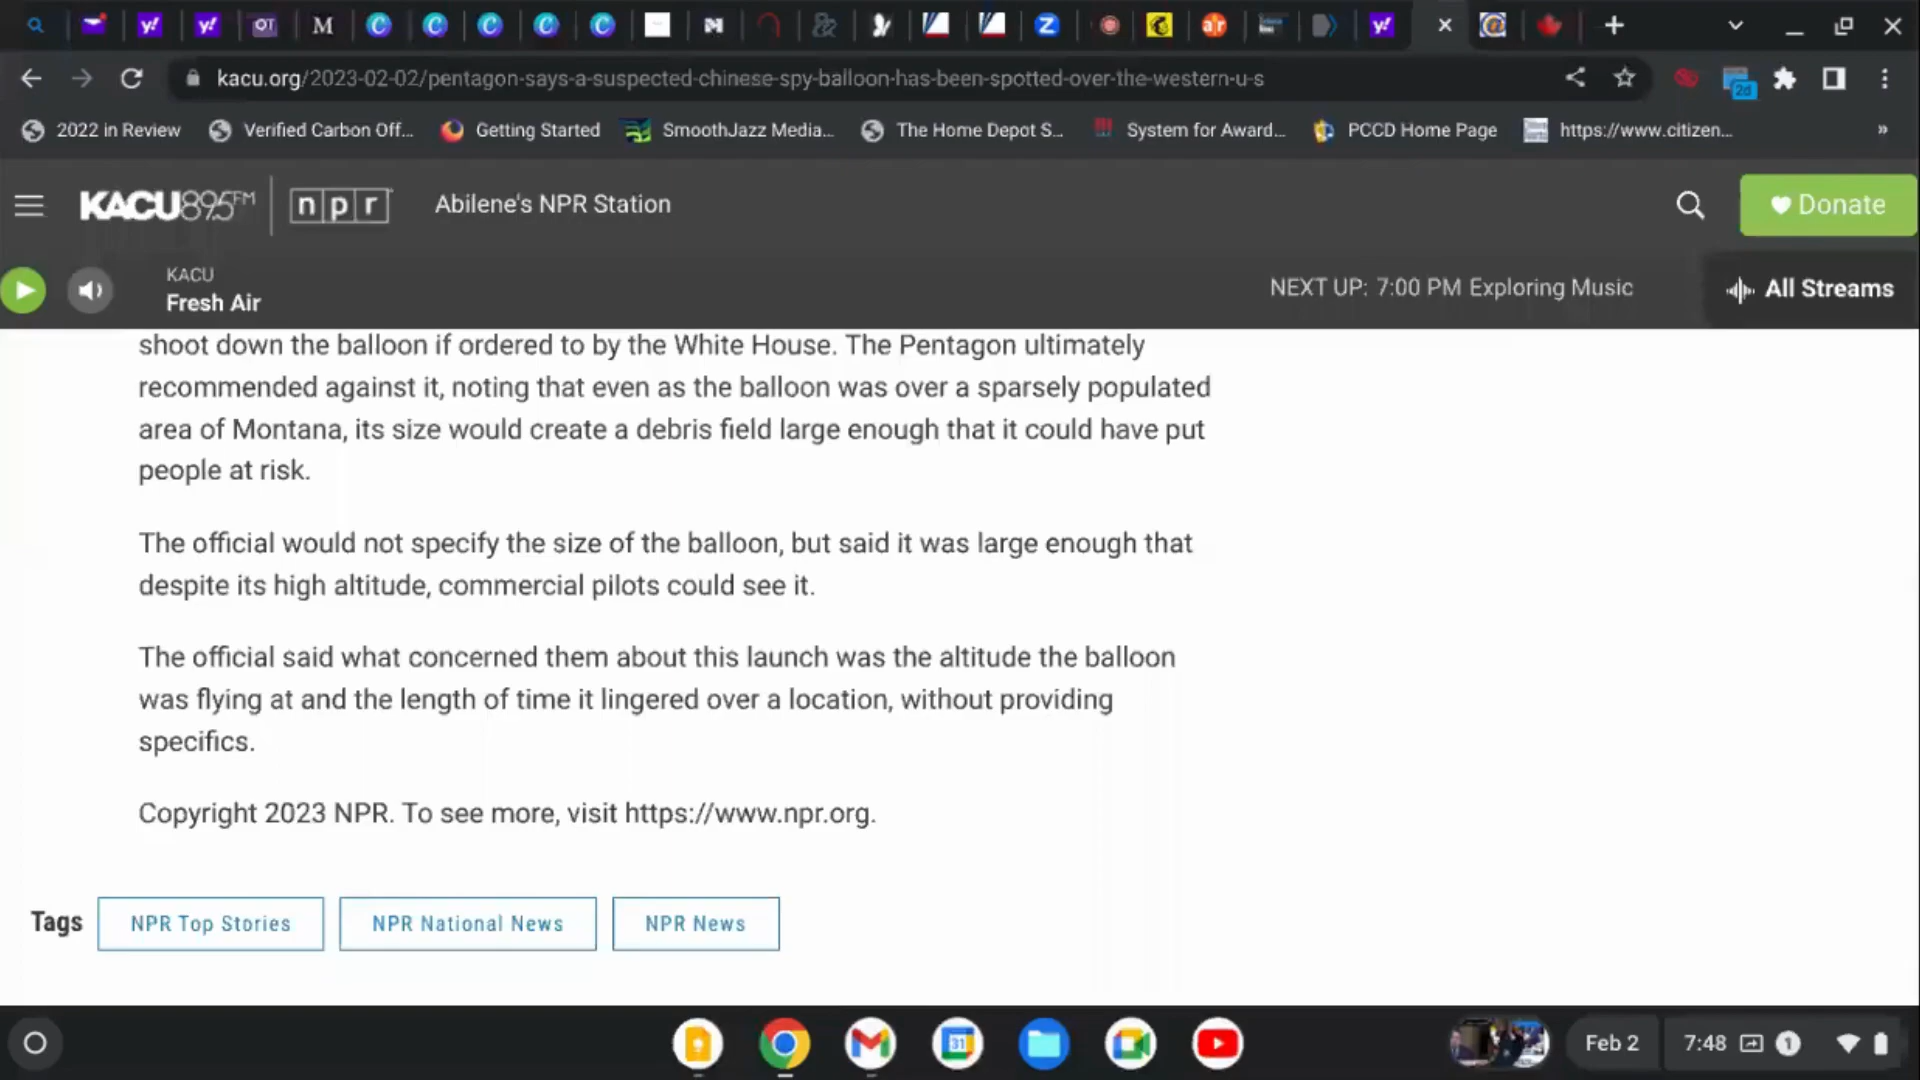 kacu.org/2023-02-02/pentagon-says-a-suspected-chinese-spy-balloon-has-been-spotted-over-the-western-u-s
2d
2022 in Review Verified Carbon Off... Getting Started SmoothJazz Media... The Home Depot S... System for Award... PCCD Home Page https://www.citizen... »
KACU89.5FM npr Abilene's NPR Station Donate
KACU
Fresh Air
NEXT UP: 7:00 PM Exploring Music
All Streams
shoot down the balloon if ordered to by the White House. The Pentagon ultimately
recommended against it, noting that even as the balloon was over a sparsely populated
area of Montana, its size would create a debris field large enough that it could have put
people at risk.
The official would not specify the size of the balloon, but said it was large enough that
despite its high altitude, commercial pilots could see it.
The official said what concerned them about this launch was the altitude the balloon
was flying at and the length of time it lingered over a location, without providing
specifics.
Copyright 2023 NPR. To see more, visit https://www.npr.org.
Tags NPR Top Stories NPR National News NPR News
31
Feb 2 7:48 1